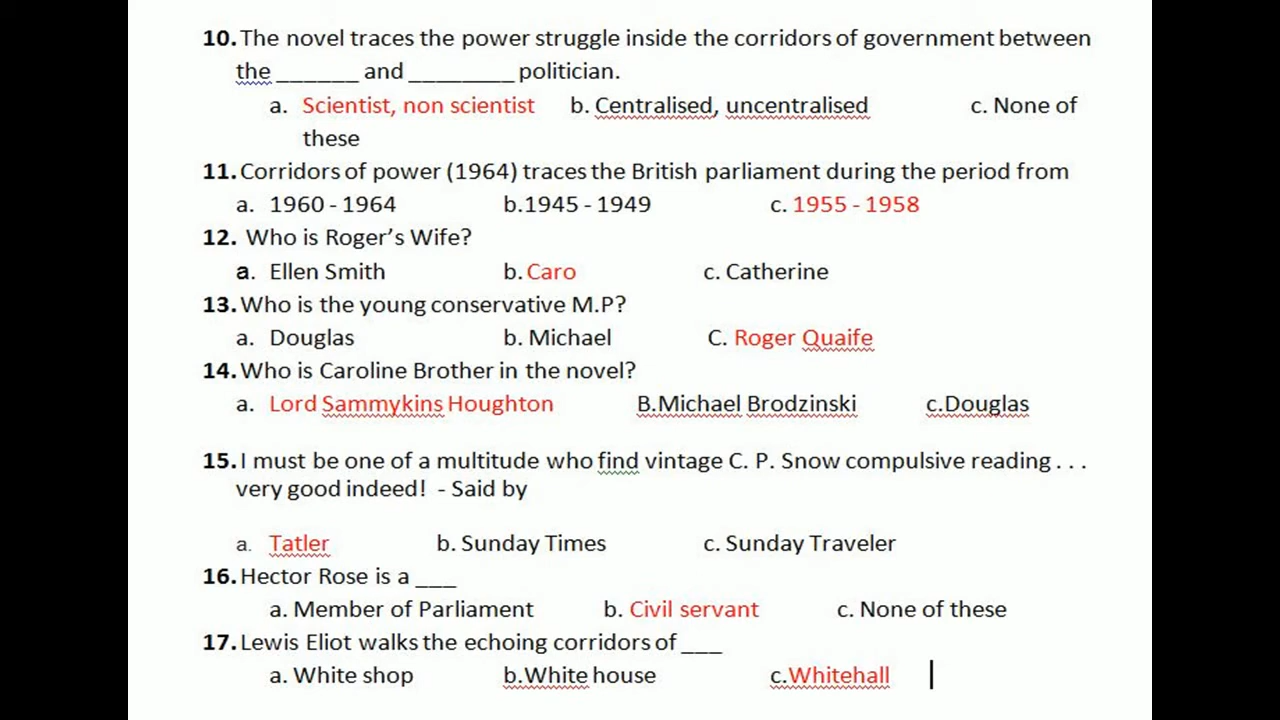 10. The novel traces the power struggle inside the corridors of government between
the ______ and ________ politician.
a. Scientist, non scientist b. Centralised, uncentralised c. None of
these
11. Corridors of power (1964) traces the British parliament during the period from
a. 1960 - 1964 b.1945 - 1949 c. 1955 - 1958
12. Who is Roger's Wife?
a. Ellen Smith b. Caro c. Catherine
13. Who is the young conservative M.P?
a. Douglas b. Michael C. Roger Quaife
14. Who is Caroline Brother in the novel?
a. Lord Sammykins Houghton B.Michael Brodzinski c.Douglas
15. I must be one of a multitude who find vintage C. P. Snow compulsive reading . . .
very good indeed! - Said by
a. Tatler b. Sunday Times c. Sunday Traveler
16. Hector Rose is a ___
a. Member of Parliament b. Civil servant c. None of these
17. Lewis Eliot walks the echoing corridors of ___
a. White shop b.White house c.Whitehall